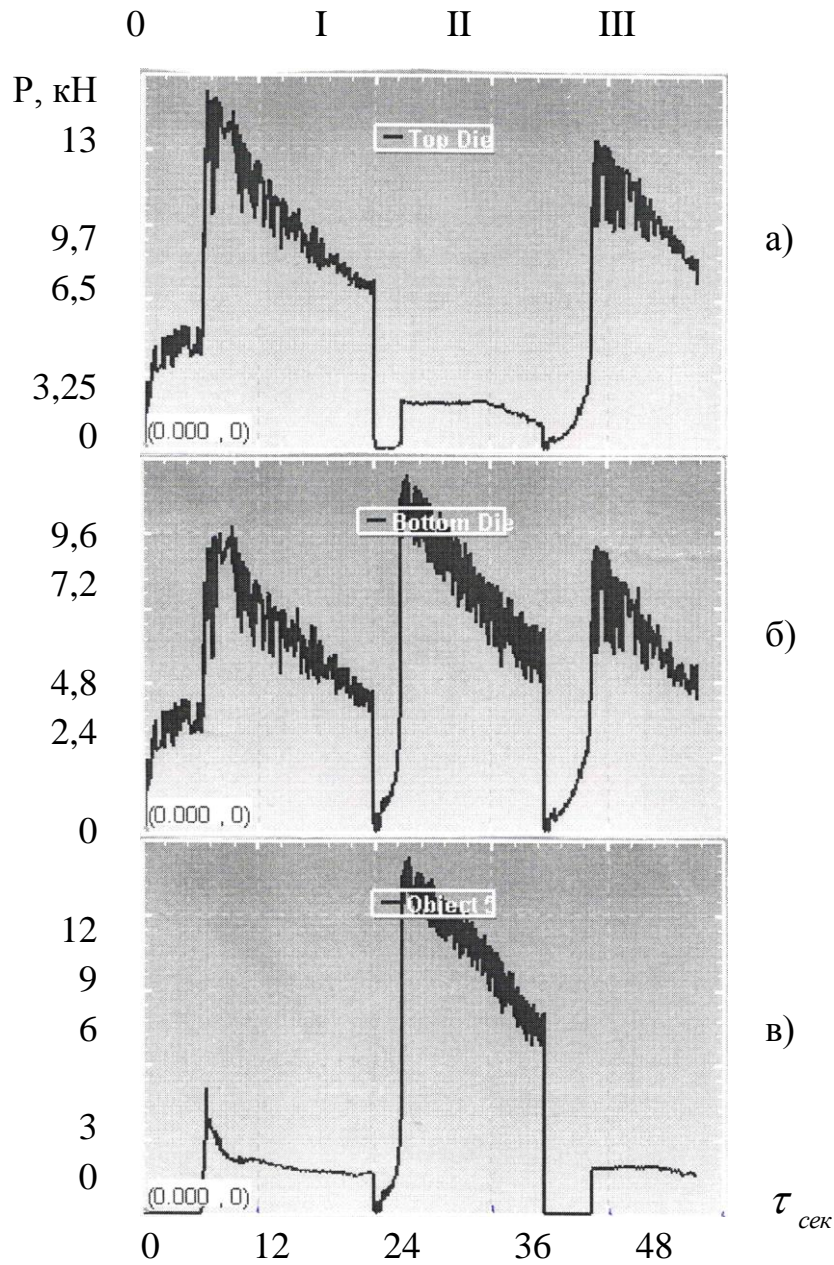 0 I II III
P, кН
13
9,7
6,5
3,25
0
Top Die
(0.000 , 0)
а)
9,6
7,2
4,8
2,4
0
Bottom Die
(0.000 , 0)
б)
12
9
6
3
0
Object 5
(0.000 , 0)
в)
τ сек
0 12 24 36 48